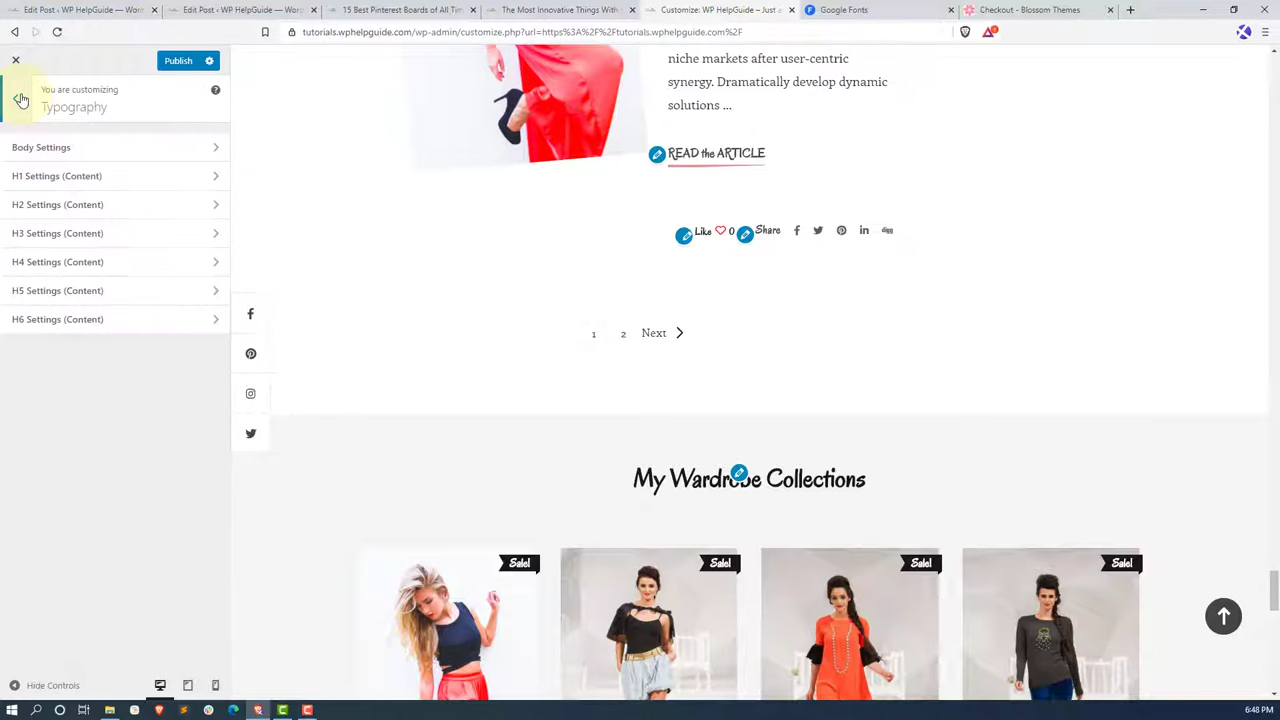 Edit Post ‹ WP HelpGuide — Wor
Edit Post ‹ WP HelpGuide — Wor
15 Best Pinterest Boards of All Tim
The Most Innovative Things With
Customize: WP HelpGuide – Just a
Google Fonts
Checkout - Blossom Themes
tutorials.wphelpguide.com/wp-admin/customize.php?url=https%3A%2F%2Ftutorials.wphelpguide.com%2F
Publish
You are customizing
Typography
Body Settings
H1 Settings (Content)
H2 Settings (Content)
H3 Settings (Content)
H4 Settings (Content)
H5 Settings (Content)
H6 Settings (Content)
Hide Controls
niche markets after user-centric
synergy. Dramatically develop dynamic
solutions ...
READ the ARTICLE
Like 0 Share
digg
1 2 Next
My Wardrobe Collections
Sale!
Sale!
Sale!
Sale!
6:48 PM